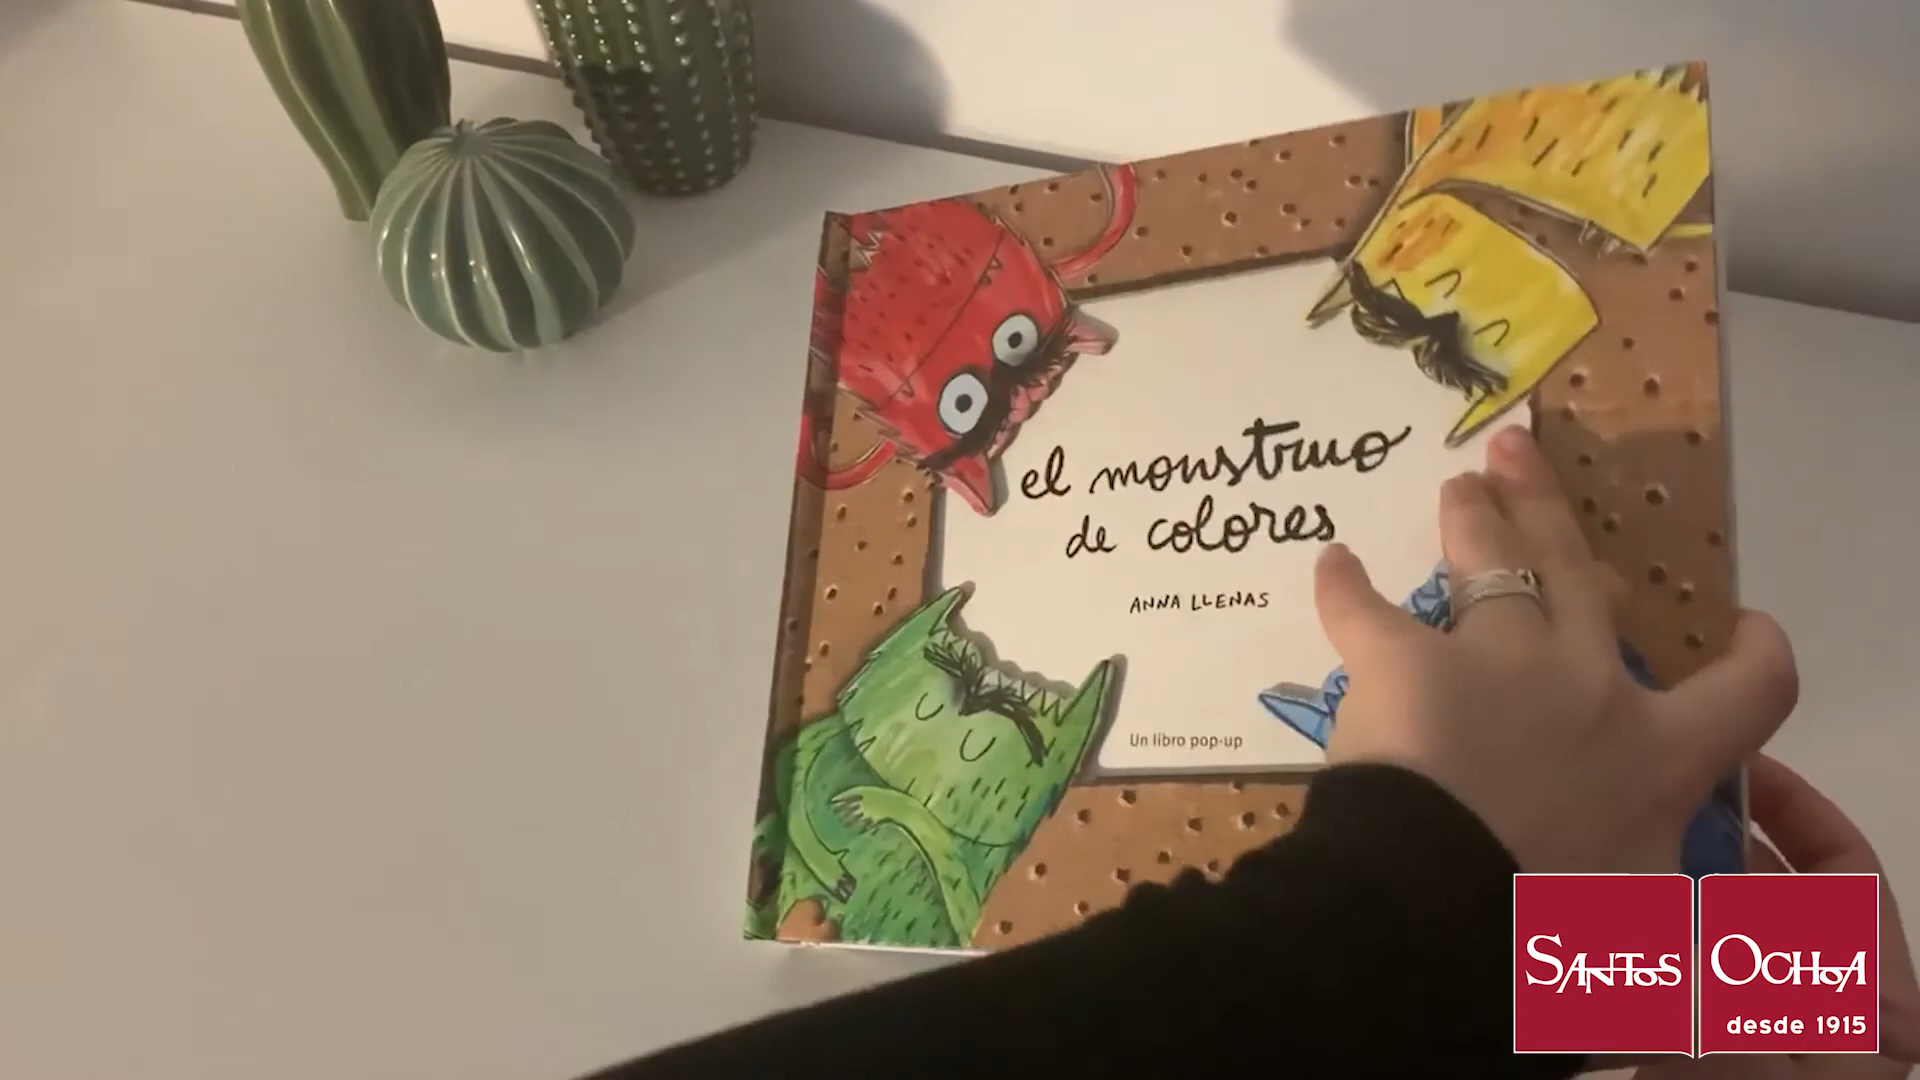 el monstruo
de colores
ANNA LLENAS
Un libro pop-up
SANTOS OCHOA
desde 1915